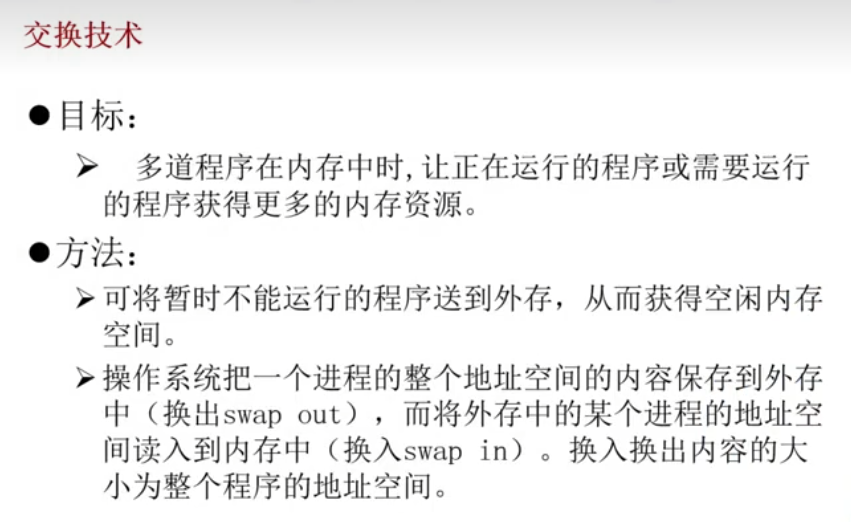 交换技术
●目标：
➢ 多道程序在内存中时,让正在运行的程序或需要运行
的程序获得更多的内存资源。
●方法：
➢可将暂时不能运行的程序送到外存，从而获得空闲内存
空间。
➢操作系统把一个进程的整个地址空间的内容保存到外存
中（换出swap out），而将外存中的某个进程的地址空
间读入到内存中（换入swap in）。换入换出内容的大
小为整个程序的地址空间。